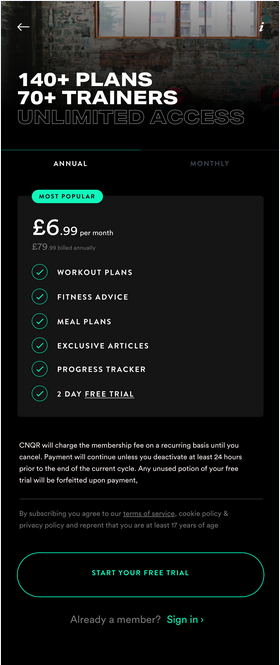 i
140+ PLANS
70+ TRAINERS
UNLIMITED ACCESS
ANNUAL MONTHLY
MOST POPULAR
£6.99 per month
£79.99 billed annually
WORKOUT PLANS
FITNESS ADVICE
MEAL PLANS
EXCLUSIVE ARTICLES
PROGRESS TRACKER
2 DAY FREE TRIAL
CNQR will charge the membership fee on a recurring basis until you
cancel. Payment will continue unless you deactivate at least 24 hours
prior to the end of the current cycle. Any unused potion of your free
trial will be forfeitted upon payment,
By subscribing you agree to our terms of service, cookie policy &
privacy policy and reprent that you are at least 17 years of age
START YOUR FREE TRIAL
Already a member? Sign in ›